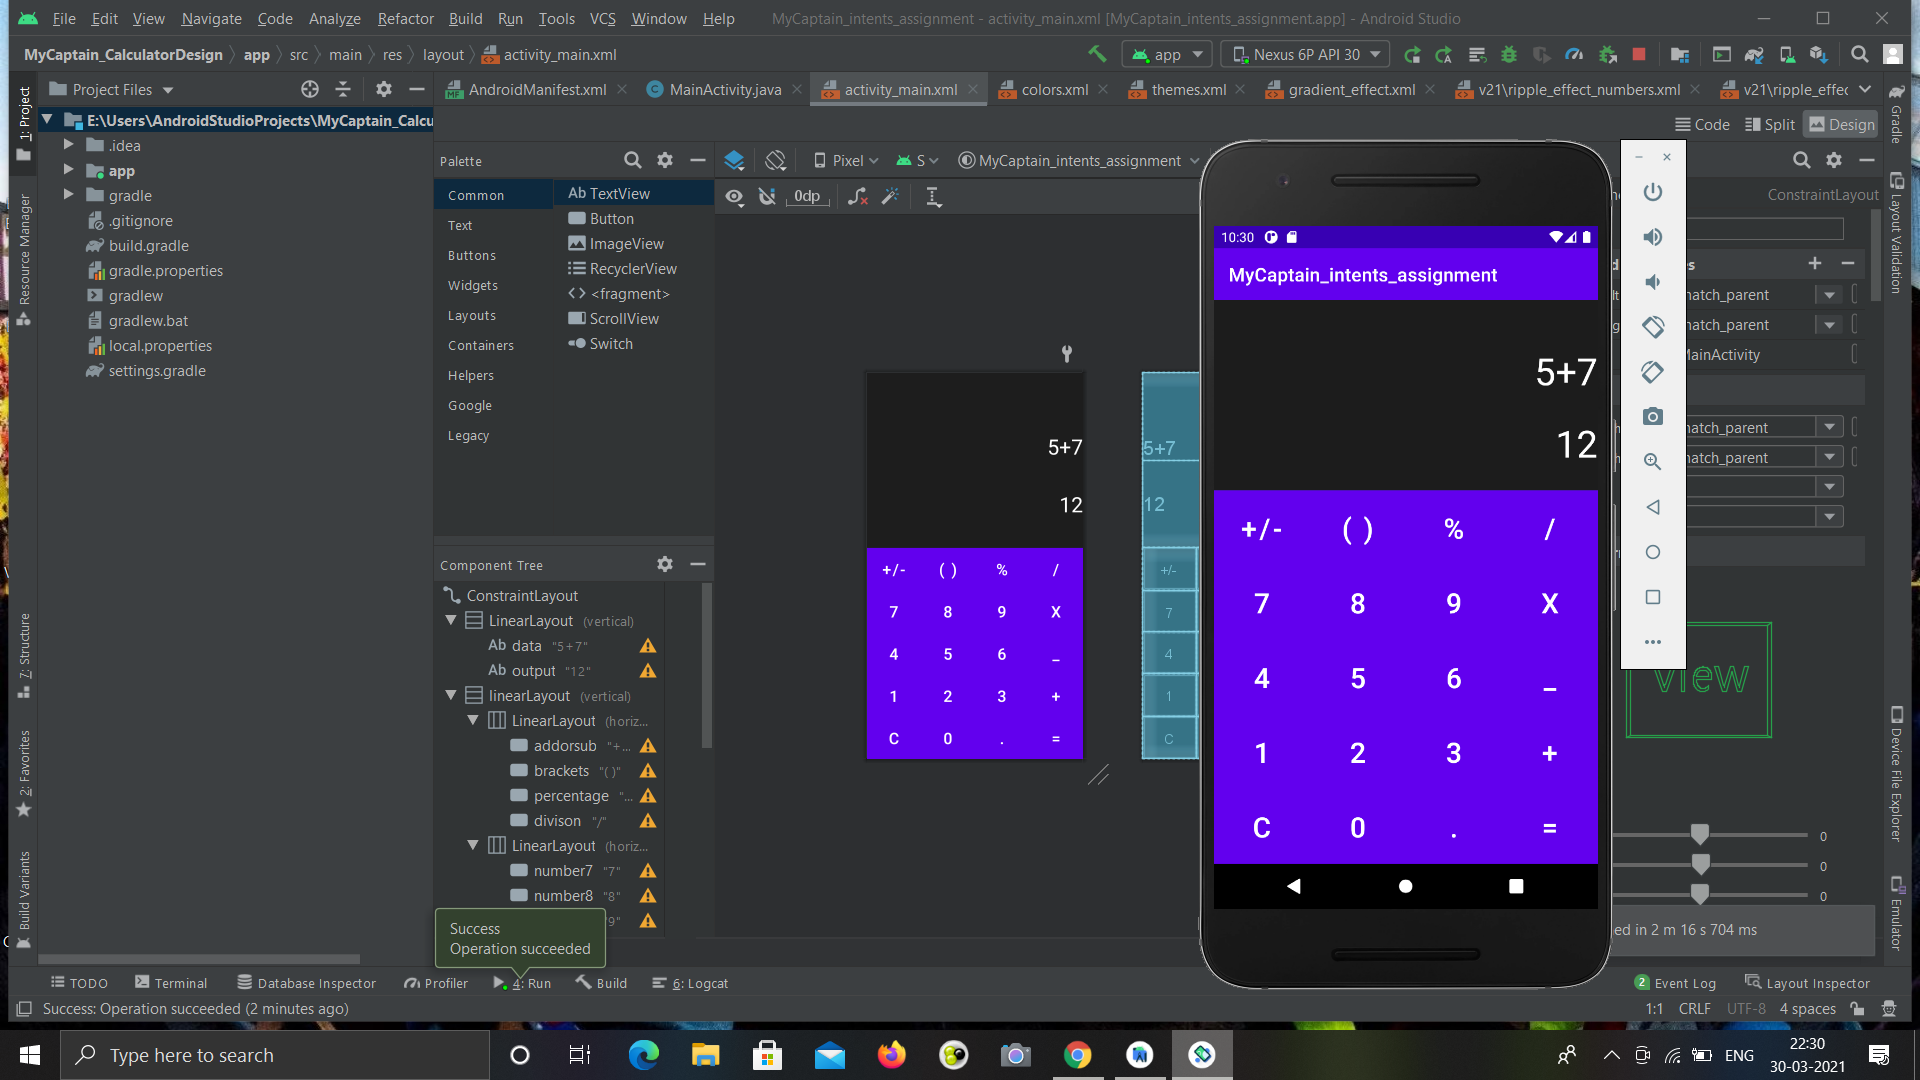 File Edit View Navigate Code Analyze Refactor Build Run Tools VCS Window Help MyCaptain_intents_assignment - activity_main.xml [MyCaptain_intents_assignment.app] - Android Studio
MyCaptain_CalculatorDesign app src main res layout activity_main.xml
app Nexus 6P API 30
Project Files
AndroidManifest.xml MainActivity.java activity_main.xml colors.xml themes.xml gradient_effect.xml v21\ripple_effect_numbers.xml v21\ripple_effec
Code Split Design
1: Project
Resource Manager
7: Structure
2: Favorites
Build Variants
E:\Users\AndroidStudioProjects\MyCaptain_Calcu
.idea
app
gradle
.gitignore
build.gradle
gradle.properties
gradlew
gradlew.bat
local.properties
settings.gradle
Palette
Common
Text
Buttons
Widgets
Layouts
Containers
Helpers
Google
Legacy
Ab TextView
Button
ImageView
RecyclerView
<fragment>
ScrollView
Switch
Component Tree
ConstraintLayout
LinearLayout (vertical)
Ab data "5+7"
Ab output "12"
linearLayout (vertical)
LinearLayout (horiz...
addorsub "+...
brackets "()"
percentage "...
divison "/"
LinearLayout (horiz...
number7 "7"
number8 "8"
"9"
Success
Operation succeeded
Pixel S MyCaptain_intents_assignment
0dp
5+7
12
+/- ( ) % /
7 8 9 X
4 5 6 _
1 2 3 +
C 0 . =
5+7
12
+/-
7
4
1
C
10:30
MyCaptain_intents_assignment
5+7
12
+/- ( ) % /
7 8 9 X
4 5 6 _
1 2 3 +
C 0 . =
ConstraintLayout
s
natch_parent
natch_parent
MainActivity
natch_parent
natch_parent
view
0
0
0
ed in 2 m 16 s 704 ms
Gradle
Layout Validation
Device File Explorer
Emulator
TODO Terminal Database Inspector Profiler 4: Run Build 6: Logcat 2 Event Log Layout Inspector
Success: Operation succeeded (2 minutes ago) 1:1 CRLF UTF-8 4 spaces
Type here to search
ENG
22:30
30-03-2021